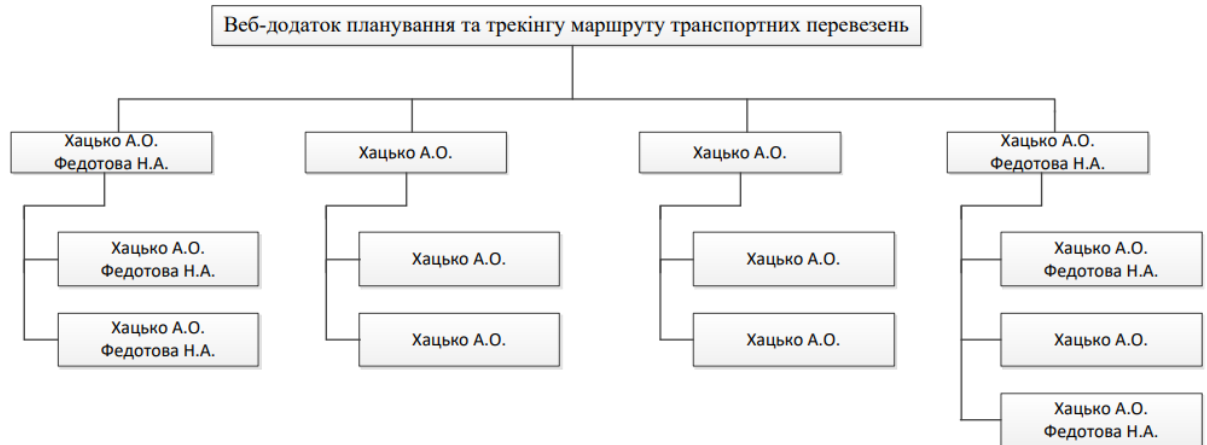 Веб-додаток планування та трекінгу маршруту транспортних перевезень
Хацько А.О.
Федотова Н.А.
Хацько А.О.
Хацько А.О.
Хацько А.О.
Федотова Н.А.
Хацько А.О.
Федотова Н.А.
Хацько А.О.
Хацько А.О.
Хацько А.О.
Федотова Н.А.
Хацько А.О.
Федотова Н.А.
Хацько А.О.
Хацько А.О.
Хацько А.О.
Хацько А.О.
Федотова Н.А.